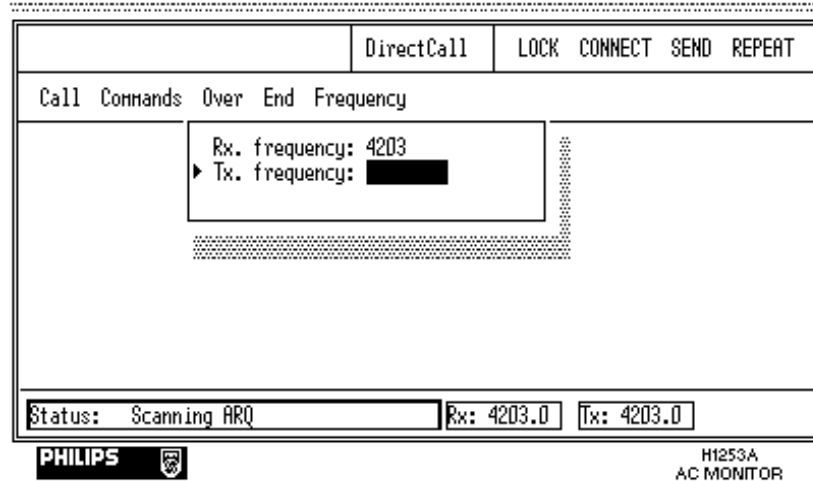 DirectCall LOCK CONNECT SEND REPEAT
Call Commands Over End Frequency
Rx. frequency: 4203
Tx. frequency:
Status: Scanning ARQ Rx: 4203.0 Tx: 4203.0
PHILIPS H1253A
AC MONITOR